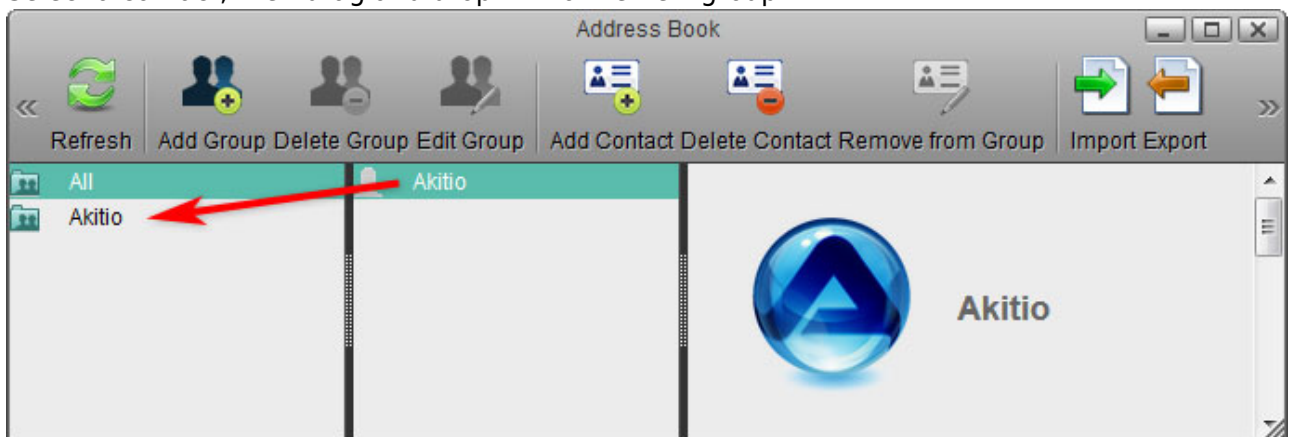 Address Book
Refresh Add Group Delete Group Edit Group Add Contact Delete Contact Remove from Group Import Export
All Akitio
Akitio
Akitio